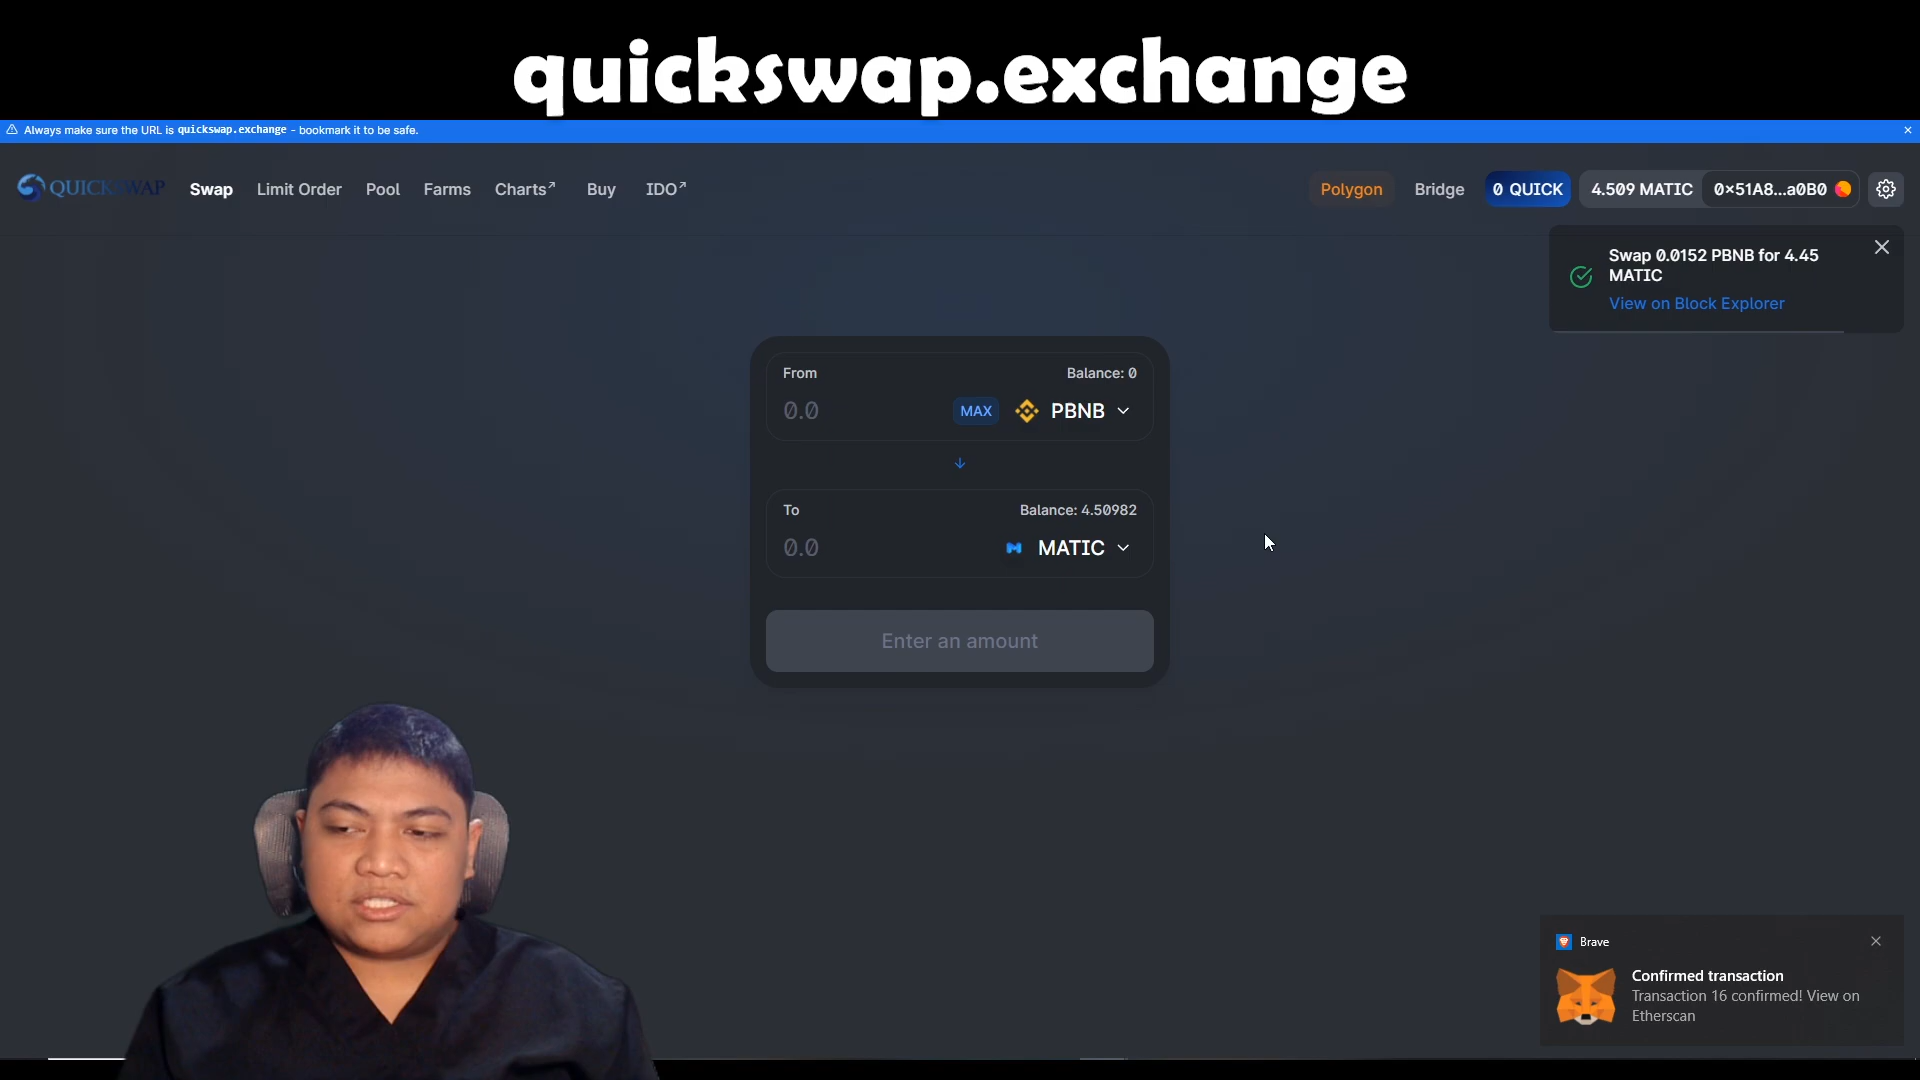 quickswap.exchange
Always make sure the URL is quickswap.exchange - bookmark it to be safe.
QUICKSWAP
Swap
Limit Order
Pool
Farms
Charts↗
Buy
IDO↗
Polygon
Bridge
0 QUICK
4.509 MATIC
0×51A8...a0B0
Swap 0.0152 PBNB for 4.45
MATIC
View on Block Explorer
From
Balance: 0
0.0
MAX
PBNB
To
Balance: 4.50982
0.0
MATIC
Enter an amount
Brave
Confirmed transaction
Transaction 16 confirmed! View on
Etherscan